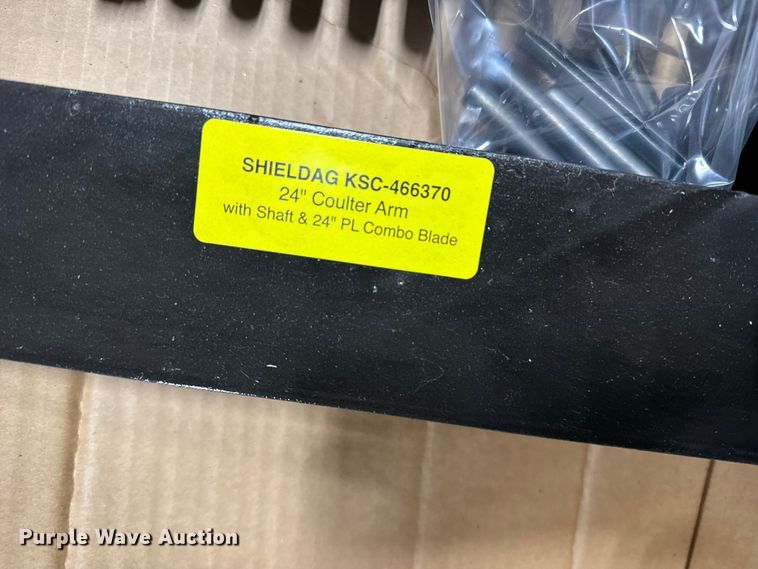 SHIELDAG KSC-466370
24" Coulter Arm
with Shaft & 24" PL Combo Blade
Purple Wave Auction